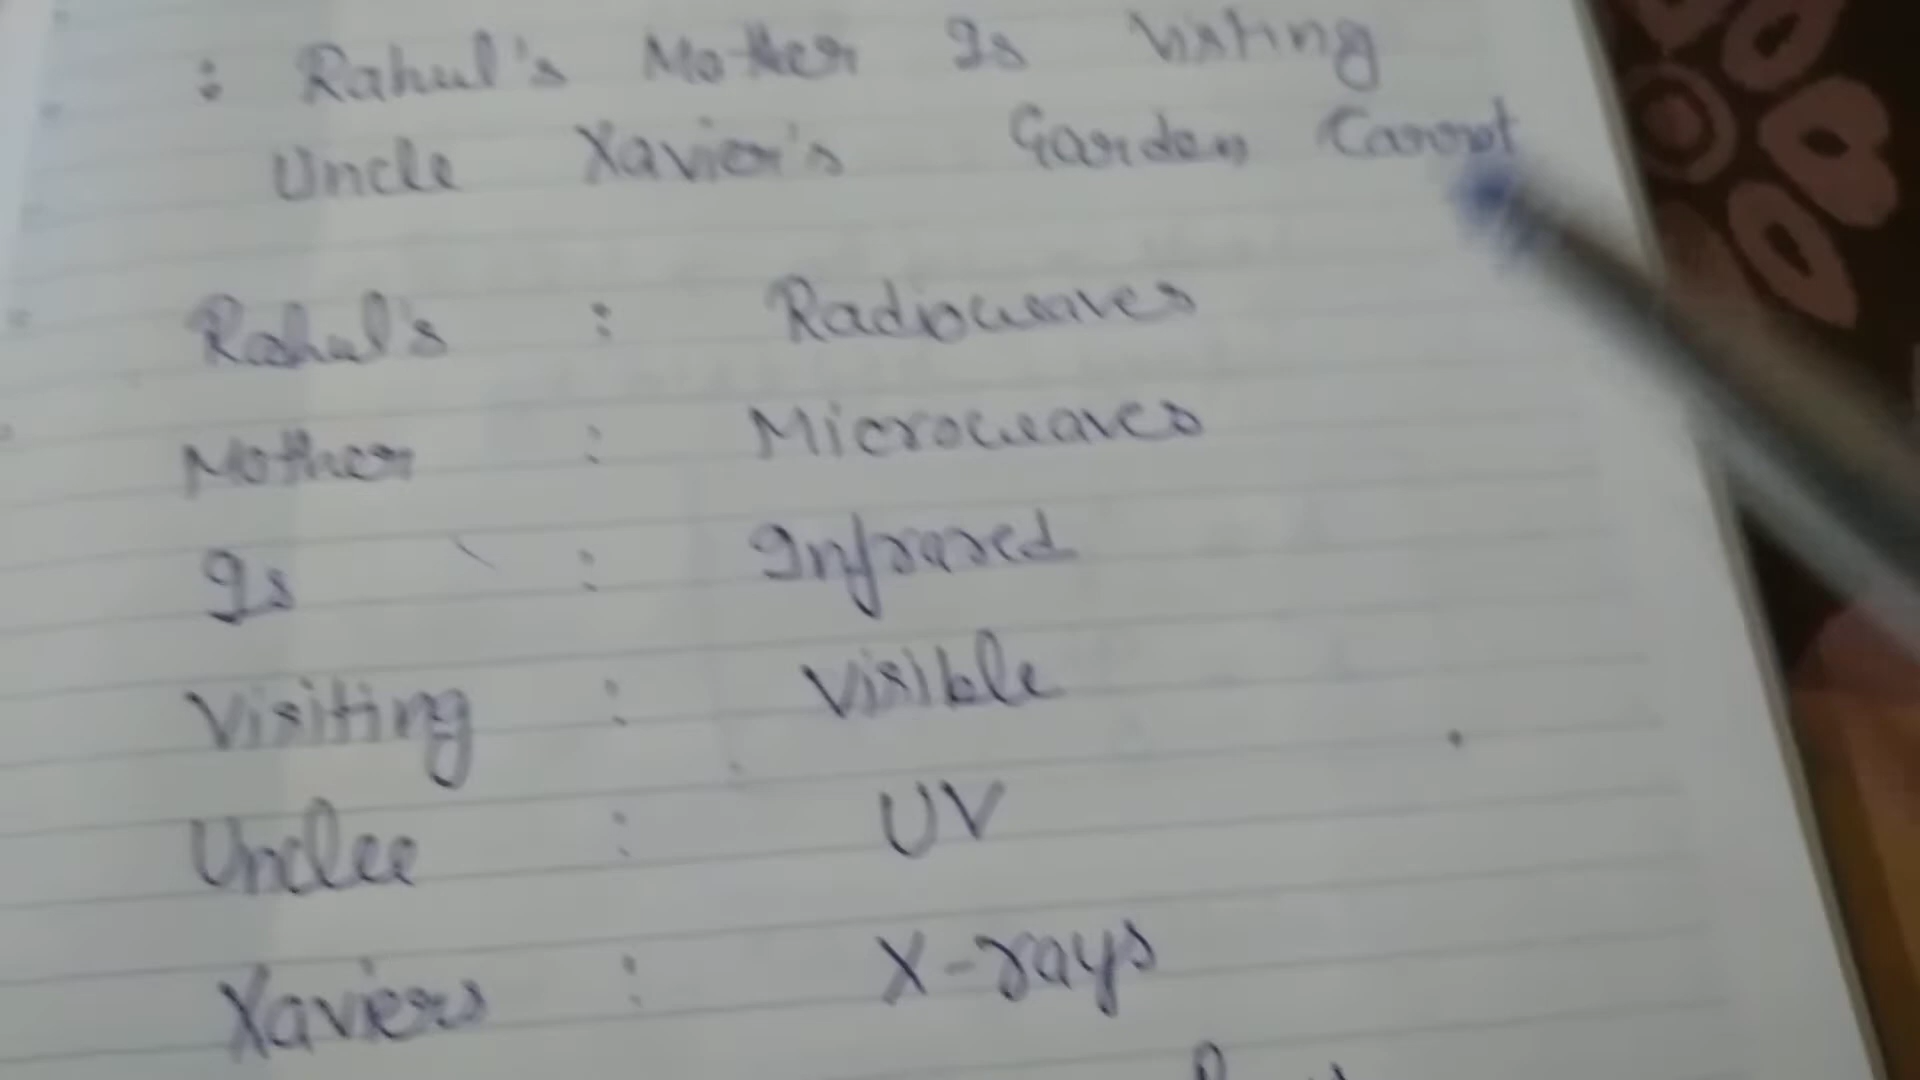 : Rahul's Mother Is Visting
Uncle Xavier's Garden Carrot
Rahul's : Radiowaves
Mother : Microwaves
Is : Infrared
Visiting : Visible
Unclee : UV
Xaviers : X-rays